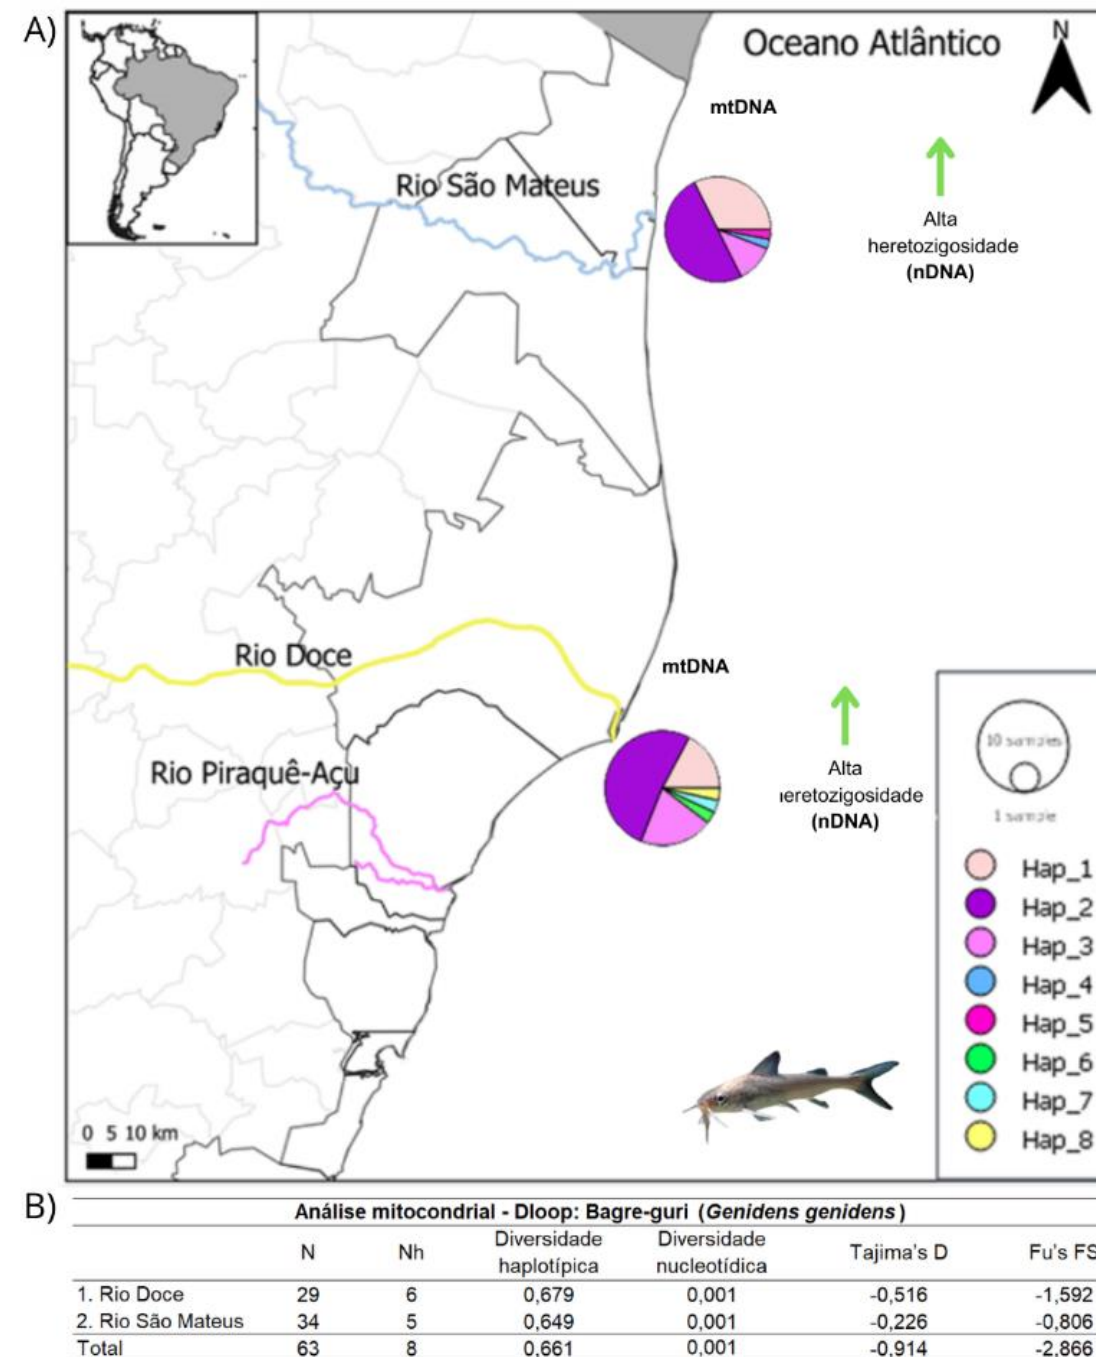 A)
Oceano Atlântico
N
mtDNA
Rio São Mateus
Alta
heretozigosidade
(nDNA)
Rio Doce
mtDNA
Rio Piraquê-Açu
Alta
heretozigosidade
(nDNA)
10 samples
1 sample
Hap_1
Hap_2
Hap_3
Hap_4
Hap_5
Hap_6
Hap_7
Hap_8
0 5 10 km
B)
Análise mitocondrial - Dloop: Bagre-guri (Genidens genidens)
N Nh Diversidade haplotípica Diversidade nucleotídica Tajima's D Fu's FS
1. Rio Doce 29 6 0,679 0,001 -0,516 -1,592
2. Rio São Mateus 34 5 0,649 0,001 -0,226 -0,806
Total 63 8 0,661 0,001 -0,914 -2,866